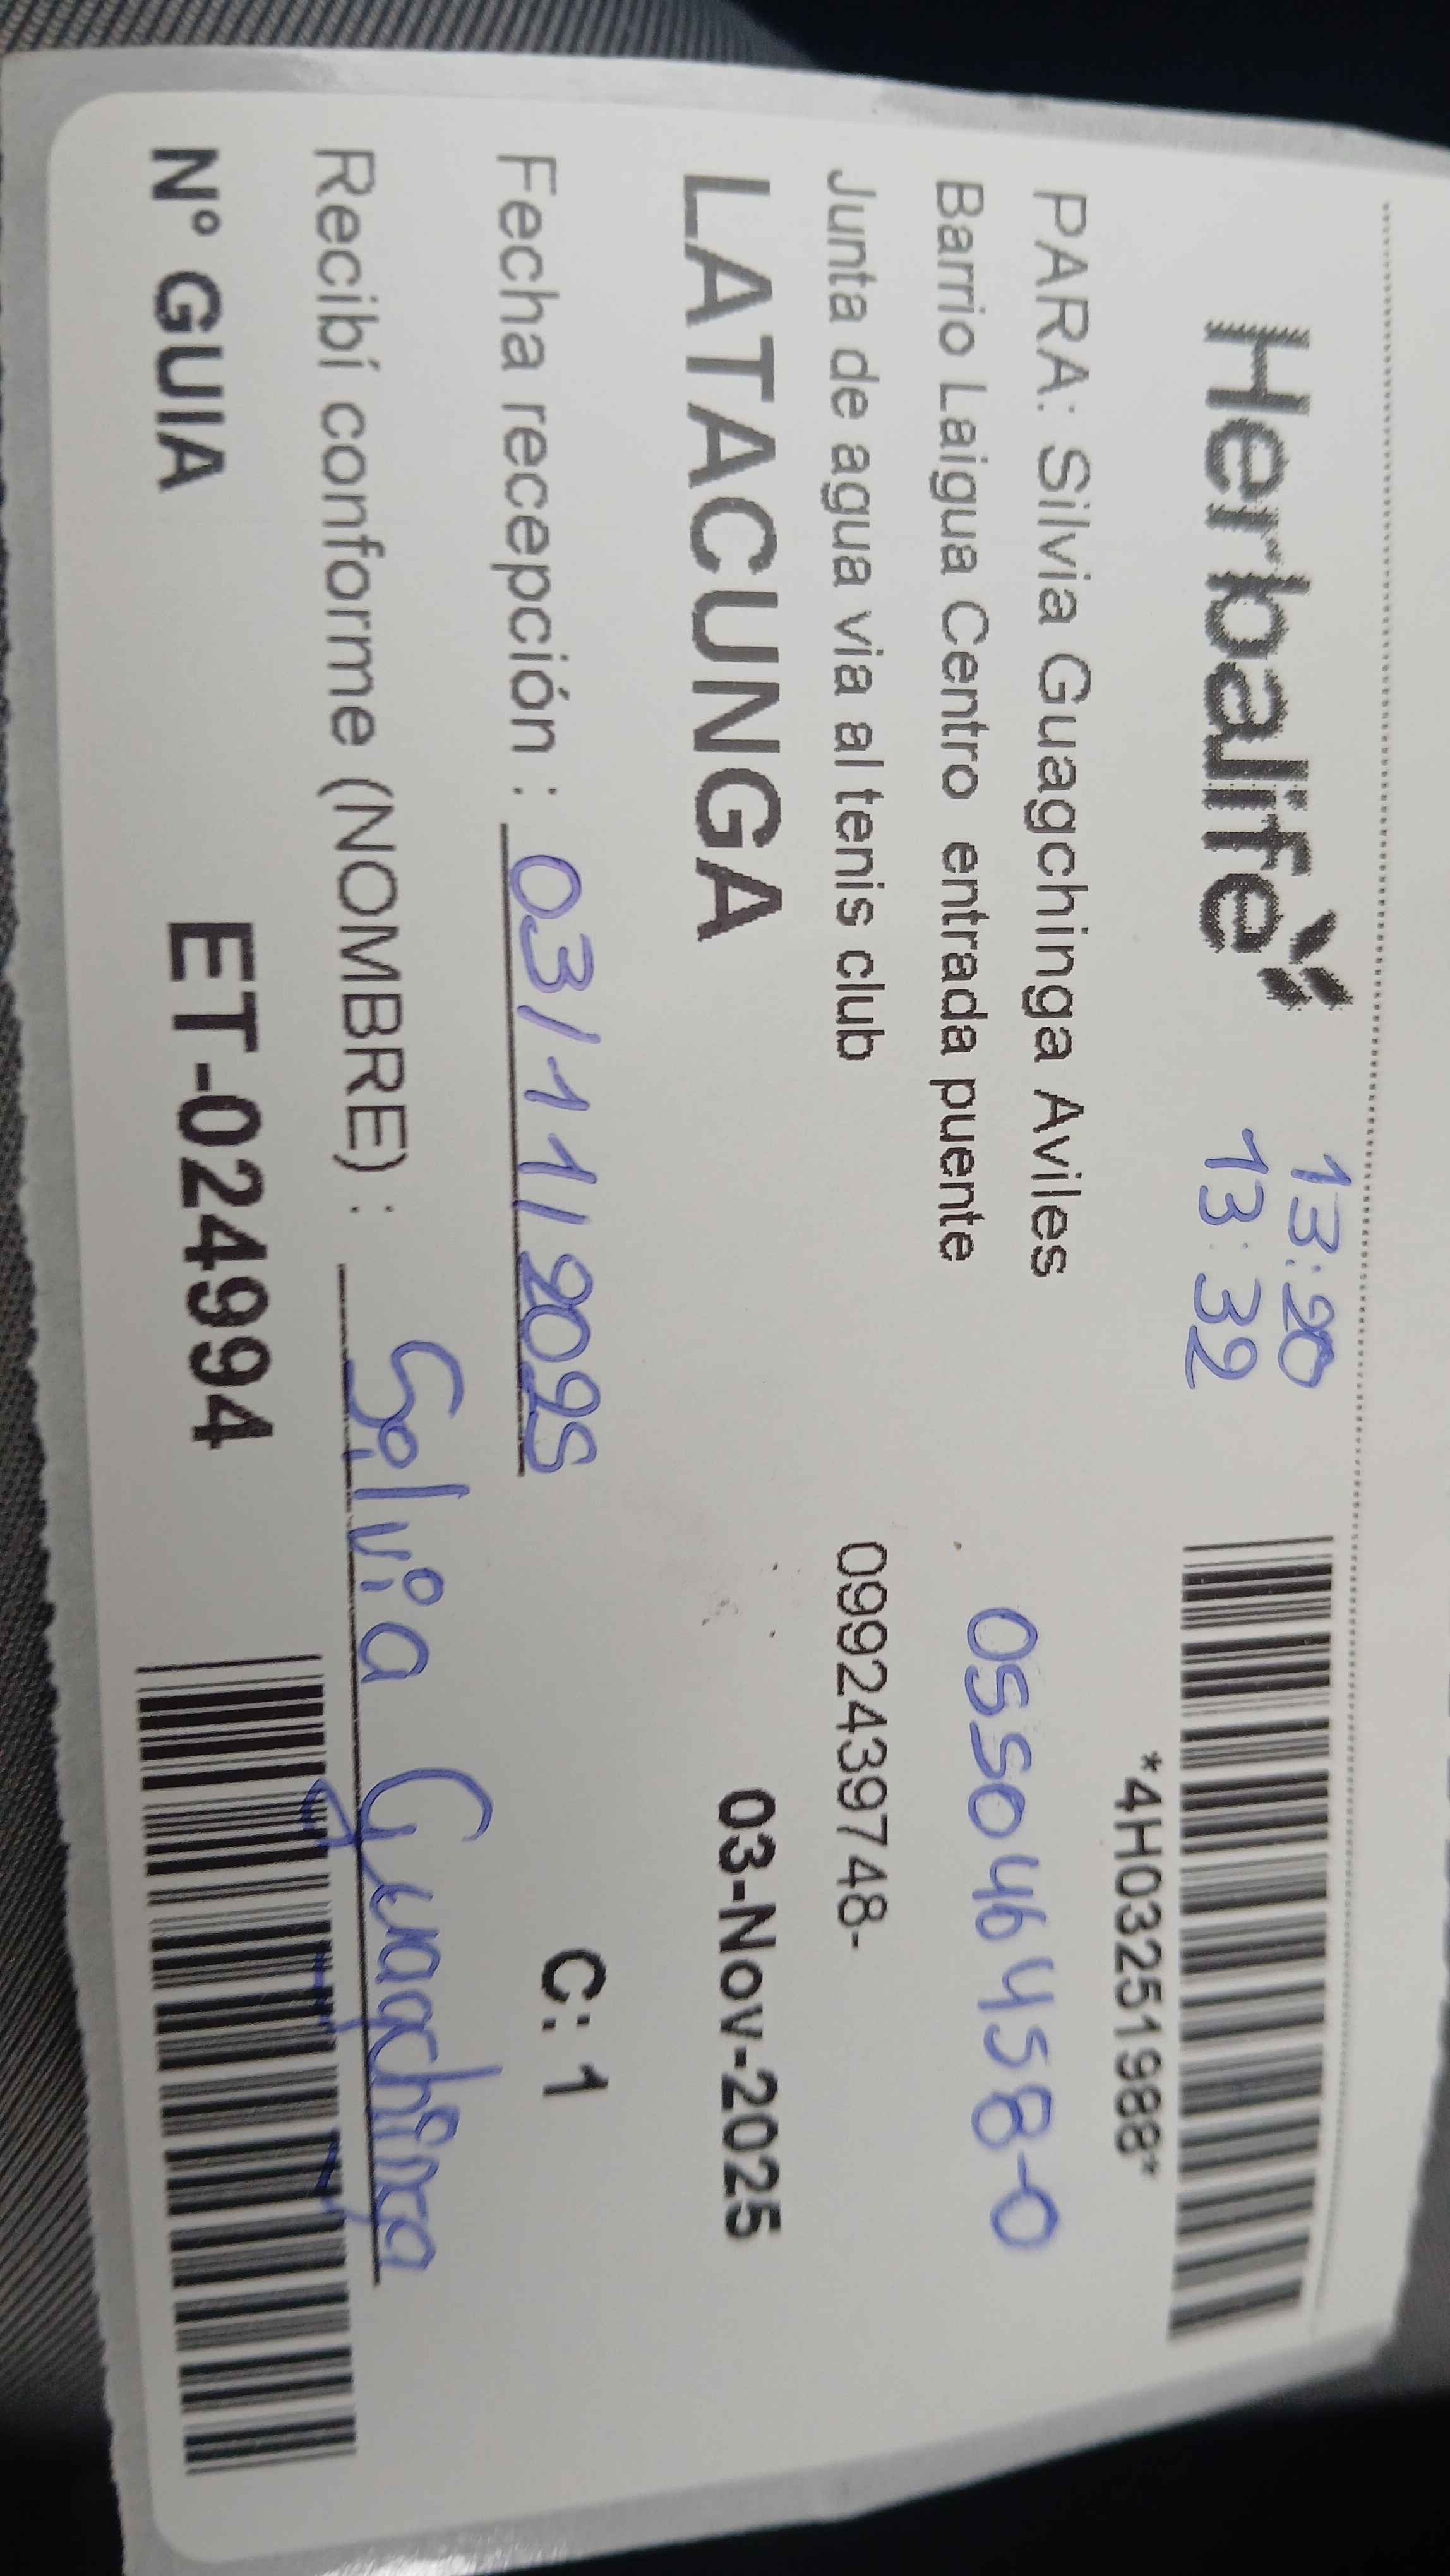 Herbalife
13:20
13:32
*4H03251988*
PARA: Silvia Guagchinga Aviles
Barrio Laigua Centro entrada puente
055046458-0
Junta de agua via al tenis club
0992439748-
LATACUNGA
03-Nov-2025
Fecha recepción : 03/11/2025
C: 1
Recibí conforme (NOMBRE) : Silvia Guagchinga
N° GUIA
ET-024994